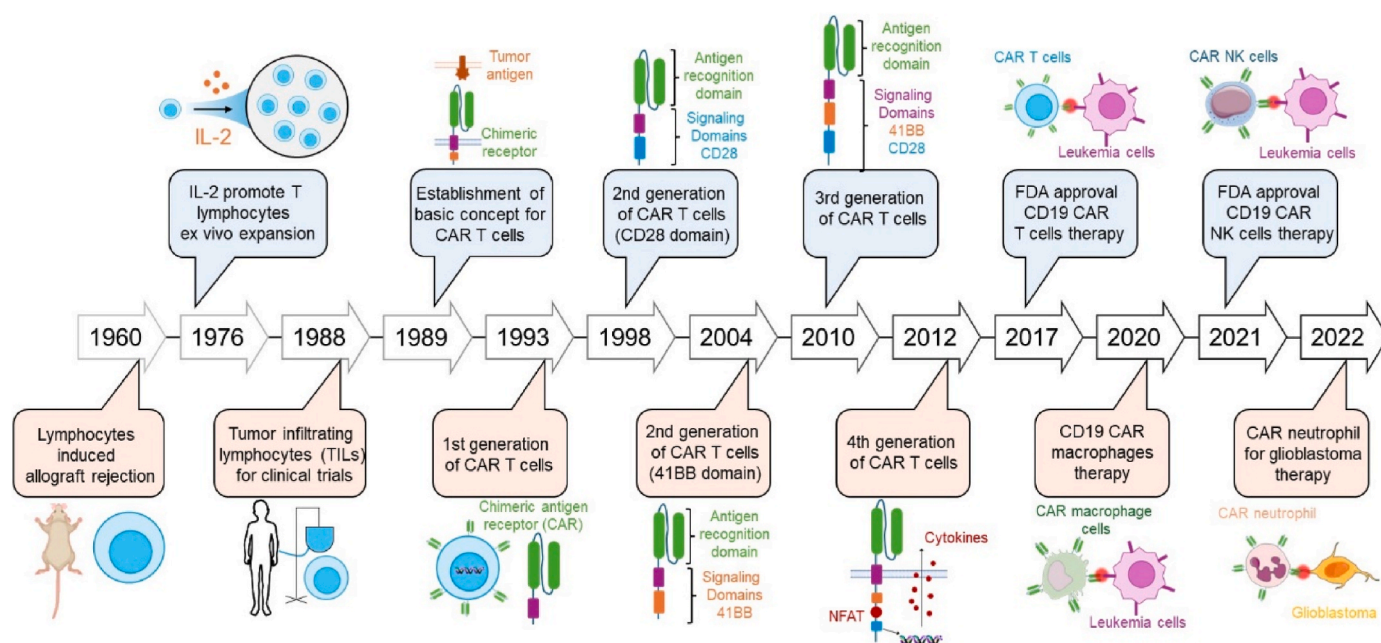 IL-2
IL-2 promote T
lymphocytes
ex vivo expansion
Tumor
antigen
Chimeric
receptor
Establishment of
basic concept for
CAR T cells
Antigen
recognition
domain
Signaling
Domains
CD28
2nd generation
of CAR T cells
(CD28 domain)
Antigen
recognition
domain
Signaling
Domains
41BB
CD28
3rd generation
of CAR T cells
CAR T cells
Leukemia cells
FDA approval
CD19 CAR
T cells therapy
CAR NK cells
Leukemia cells
FDA approval
CD19 CAR
NK cells therapy
1960
1976
1988
1989
1993
1998
2004
2010
2012
2017
2020
2021
2022
Lymphocytes
induced
allograft rejection
Tumor infiltrating
lymphocytes (TILs)
for clinical trials
1st generation
of CAR T cells
Chimeric antigen
receptor (CAR)
2nd generation
of CAR T cells
(41BB domain)
Antigen
recognition
domain
Signaling
Domains
41BB
4th generation
of CAR T cells
Cytokines
NFAT
CD19 CAR
macrophages
therapy
CAR macrophage
cells
Leukemia cells
CAR neutrophil
for glioblastoma
therapy
CAR neutrophil
Glioblastoma